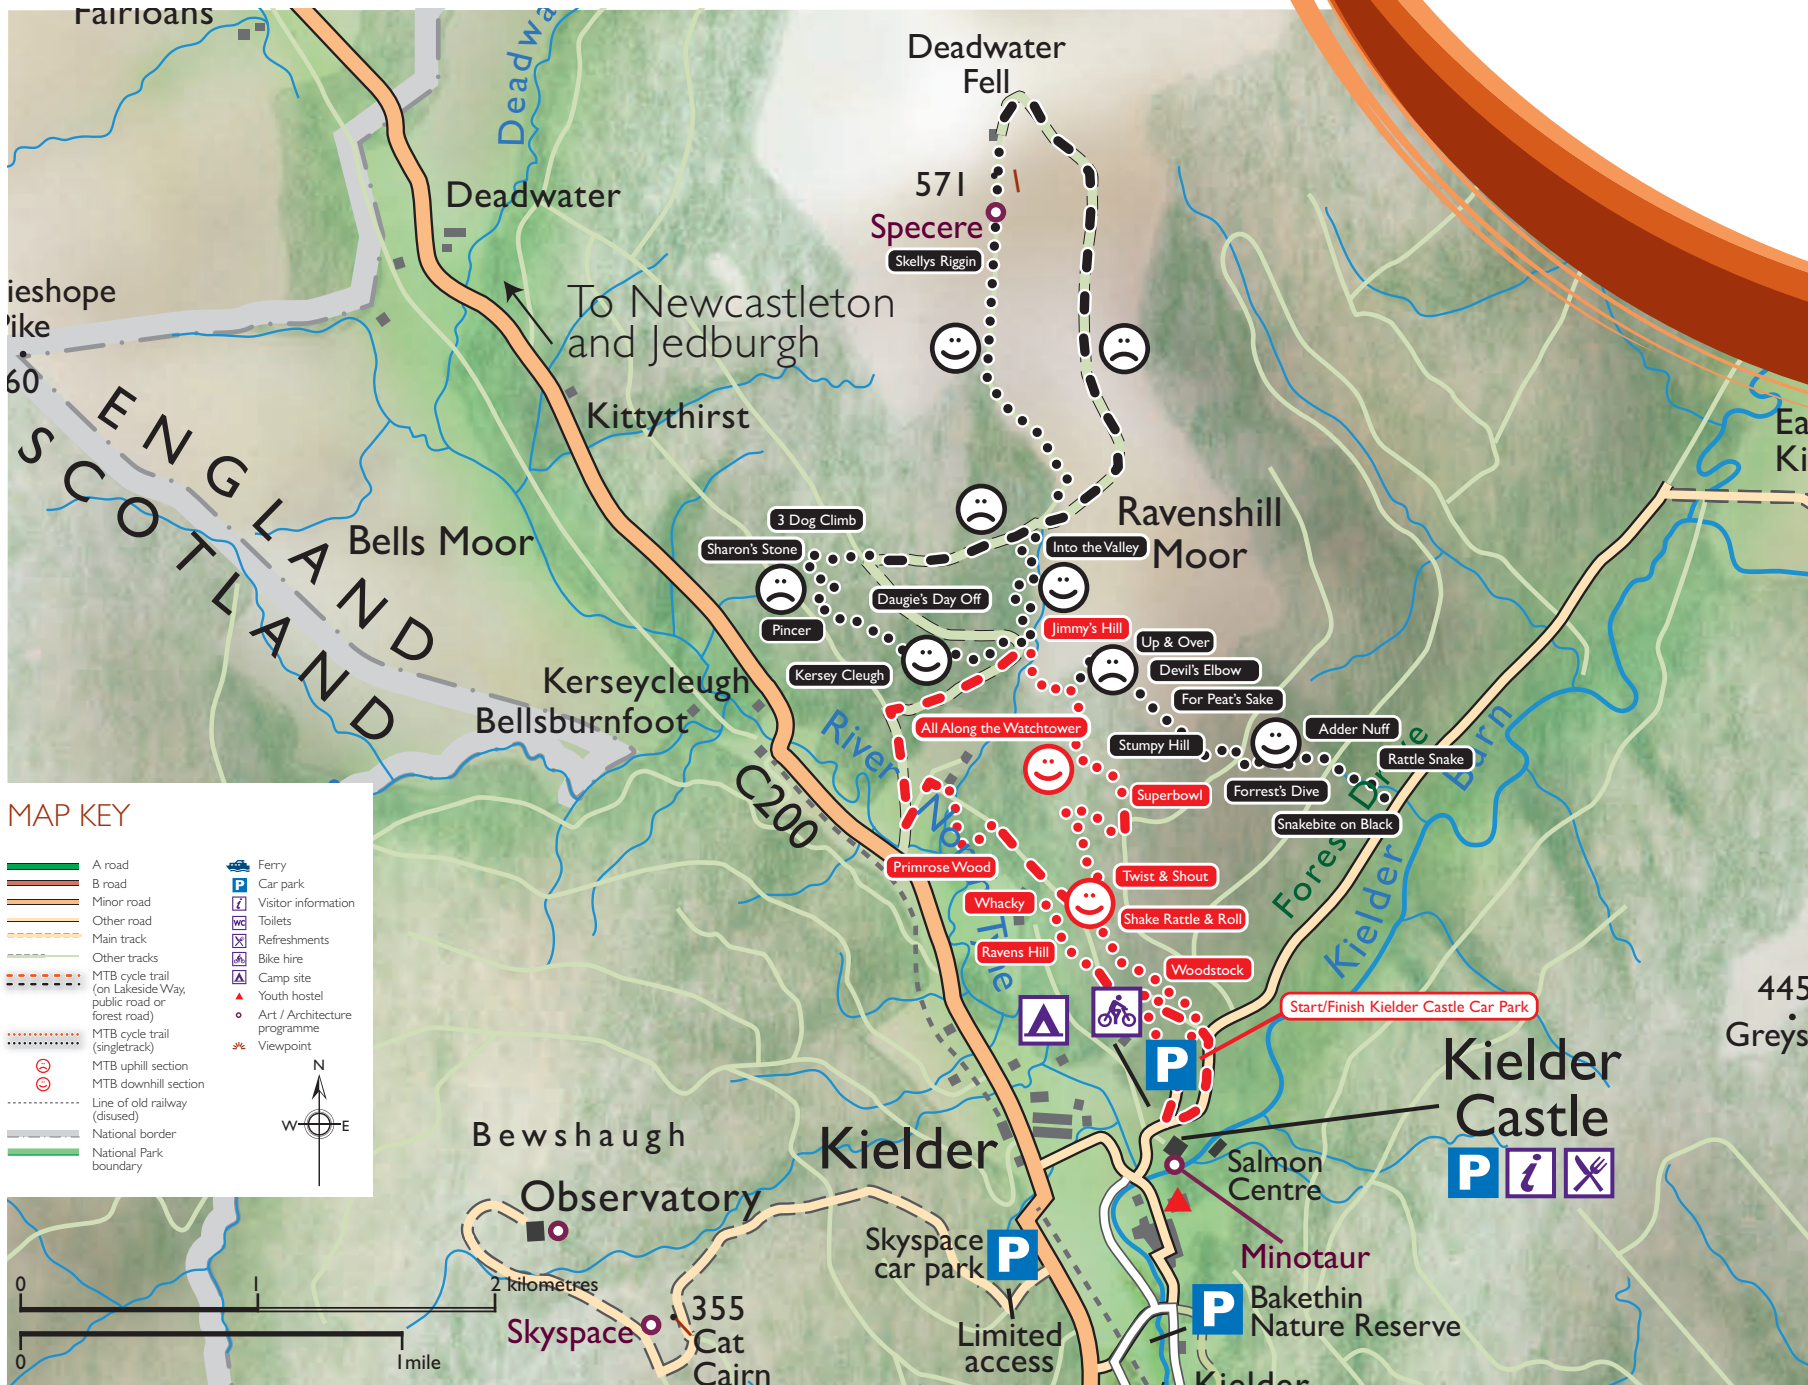 Fairloans
Deadwa
Deadwater
Fell
571
Specere
Skellys Riggin
Deadwater
To Newcastleton
and Jedburgh
ieshope
ike
60
ENGLAND
SCOTLAND
Kittythirst
Bells Moor
3 Dog Climb
Sharon's Stone
Pincer
Daugie's Day Off
Kersey Cleugh
Into the Valley
Ravenshill
Moor
Jimmy's Hill
Up & Over
Devil's Elbow
For Peat's Sake
Stumpy Hill
Adder Nuff
Rattle Snake
Forrest's Dive
Snakebite on Black
Ea
Ki
Kerseycleugh
Bellsburnfoot
C200
River North Tyne
All Along the Watchtower
Superbowl
Primrose Wood
Twist & Shout
Whacky
Shake Rattle & Roll
Ravens Hill
Woodstock
Forest Drive
Kielder Burn
Start/Finish Kielder Castle Car Park
445
Greys
Kielder
Castle
P
i
P
Kielder
Salmon
Centre
Minotaur
Bewshaugh
Observatory
Skyspace
car park
P
P
Bakethin
Nature Reserve
Limited
access
Skyspace
355
Cat
Cairn
Kielder
MAP KEY
A road
B road
Minor road
Other road
Main track
Other tracks
MTB cycle trail
(on Lakeside Way,
public road or
forest road)
MTB cycle trail
(singletrack)
MTB uphill section
MTB downhill section
Line of old railway
(disused)
National border
National Park
boundary
Ferry
P
Car park
i
Visitor information
WC
Toilets
Refreshments
Bike hire
Camp site
Youth hostel
Art / Architecture
programme
Viewpoint
N
W
E
0
1
2 kilometres
0
1mile